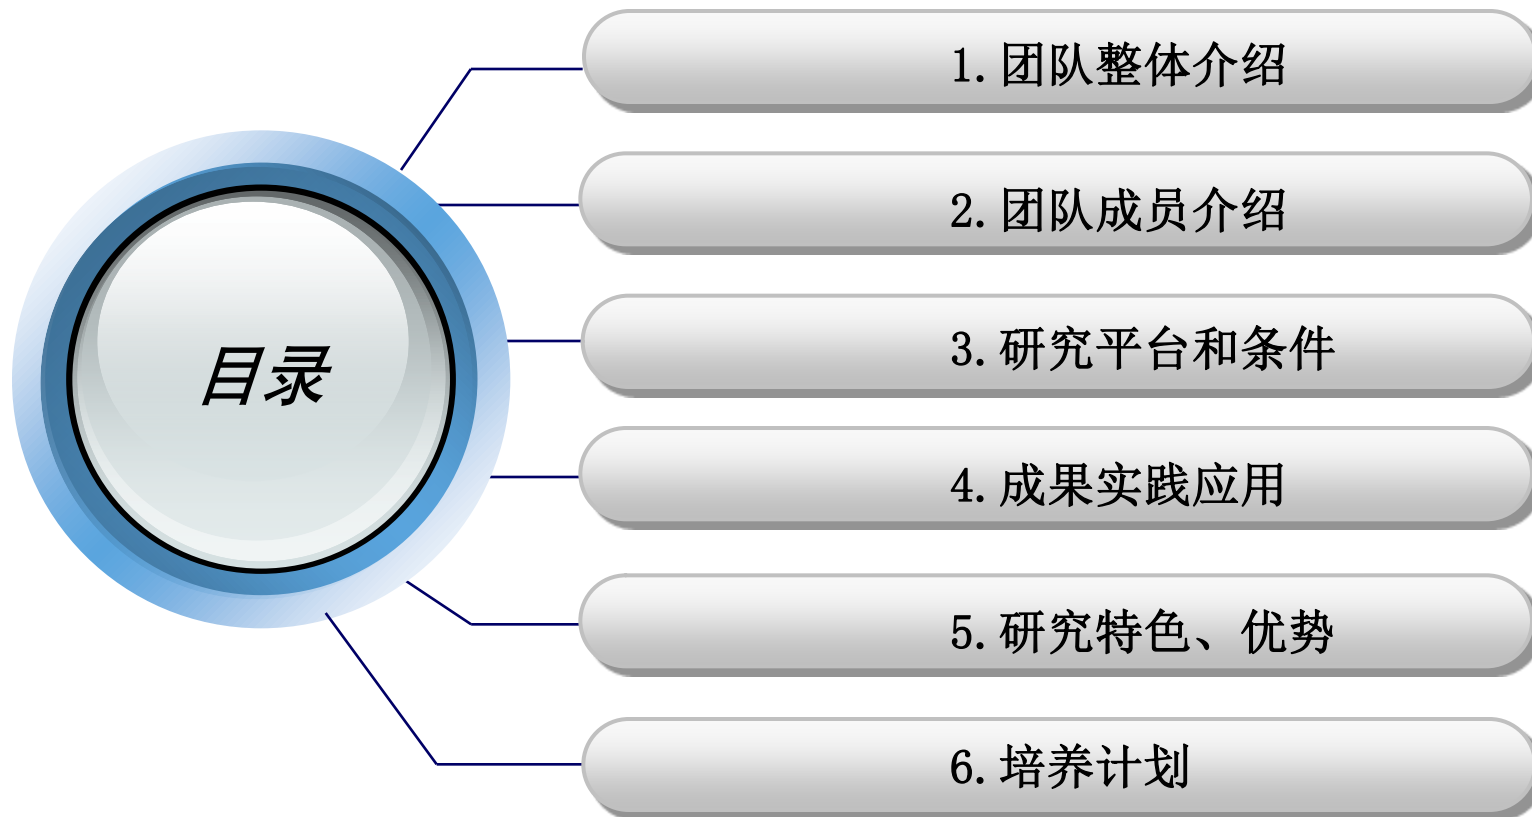 目录
1.团队整体介绍
2.团队成员介绍
3.研究平台和条件
4.成果实践应用
5.研究特色、优势
6.培养计划